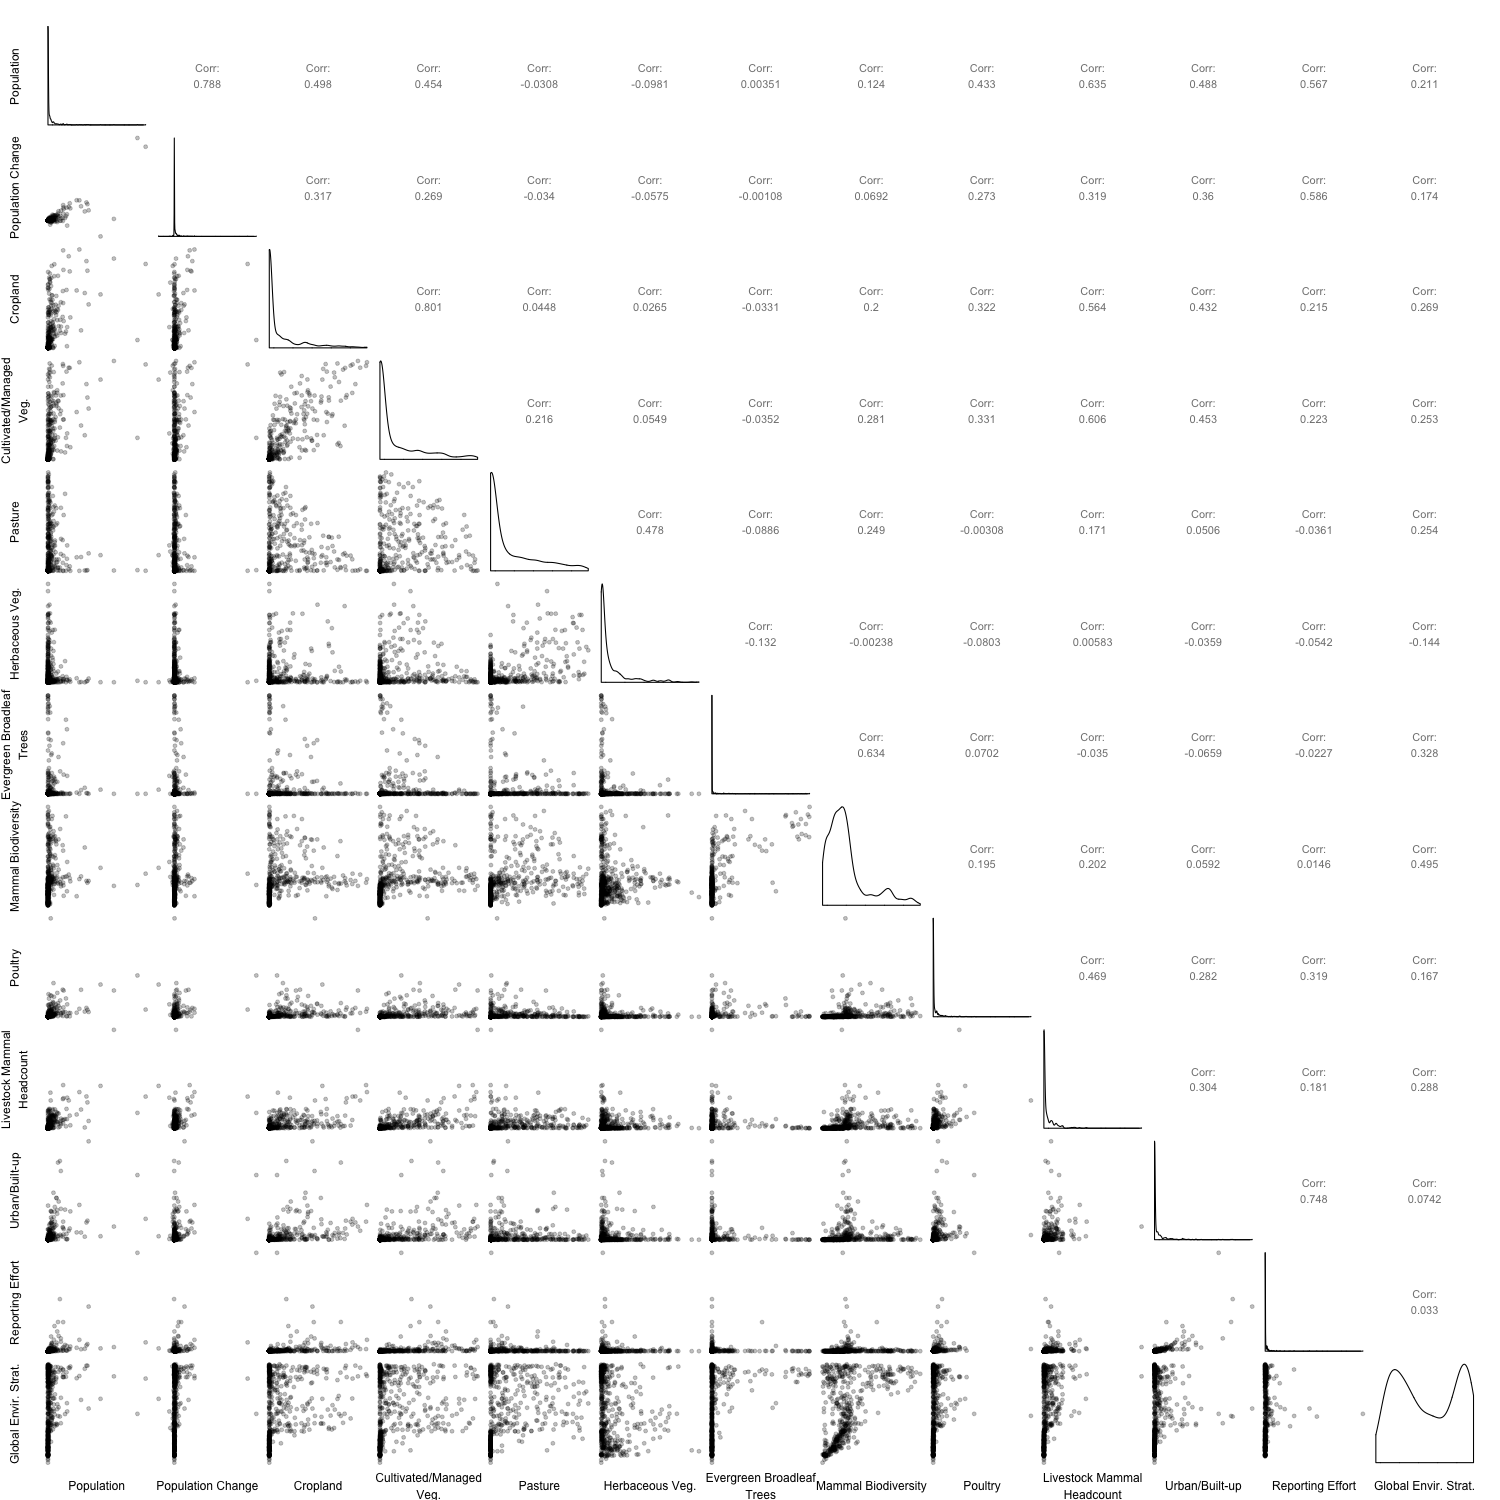 Population
Corr:
0.788
Corr:
0.498
Corr:
0.454
Corr:
-0.0308
Corr:
-0.0981
Corr:
0.00351
Corr:
0.124
Corr:
0.433
Corr:
0.635
Corr:
0.488
Corr:
0.567
Corr:
0.211
Population Change
Corr:
0.317
Corr:
0.269
Corr:
-0.034
Corr:
-0.0575
Corr:
-0.00108
Corr:
0.0692
Corr:
0.273
Corr:
0.319
Corr:
0.36
Corr:
0.586
Corr:
0.174
Cropland
Corr:
0.801
Corr:
0.0448
Corr:
0.0265
Corr:
-0.0331
Corr:
0.2
Corr:
0.322
Corr:
0.564
Corr:
0.432
Corr:
0.215
Corr:
0.269
Cultivated/Managed
Veg.
Corr:
0.216
Corr:
0.0549
Corr:
-0.0352
Corr:
0.281
Corr:
0.331
Corr:
0.606
Corr:
0.453
Corr:
0.223
Corr:
0.253
Pasture
Corr:
0.478
Corr:
-0.0886
Corr:
0.249
Corr:
-0.00308
Corr:
0.171
Corr:
0.0506
Corr:
-0.0361
Corr:
0.254
Herbaceous Veg.
Corr:
-0.132
Corr:
-0.00238
Corr:
-0.0803
Corr:
0.00583
Corr:
-0.0359
Corr:
-0.0542
Corr:
-0.144
Evergreen Broadleaf
Trees
Corr:
0.634
Corr:
0.0702
Corr:
-0.035
Corr:
-0.0659
Corr:
-0.0227
Corr:
0.328
Mammal Biodiversity
Corr:
0.195
Corr:
0.202
Corr:
0.0592
Corr:
0.0146
Corr:
0.495
Poultry
Corr:
0.469
Corr:
0.282
Corr:
0.319
Corr:
0.167
Livestock Mammal
Headcount
Corr:
0.304
Corr:
0.181
Corr:
0.288
Urban/Built-up
Corr:
0.748
Corr:
0.0742
Reporting Effort
Corr:
0.033
Global Envir. Strat.
Population
Population Change
Cropland
Cultivated/Managed
Veg.
Pasture
Herbaceous Veg.
Evergreen Broadleaf
Trees
Mammal Biodiversity
Poultry
Livestock Mammal
Headcount
Urban/Built-up
Reporting Effort
Global Envir. Strat.